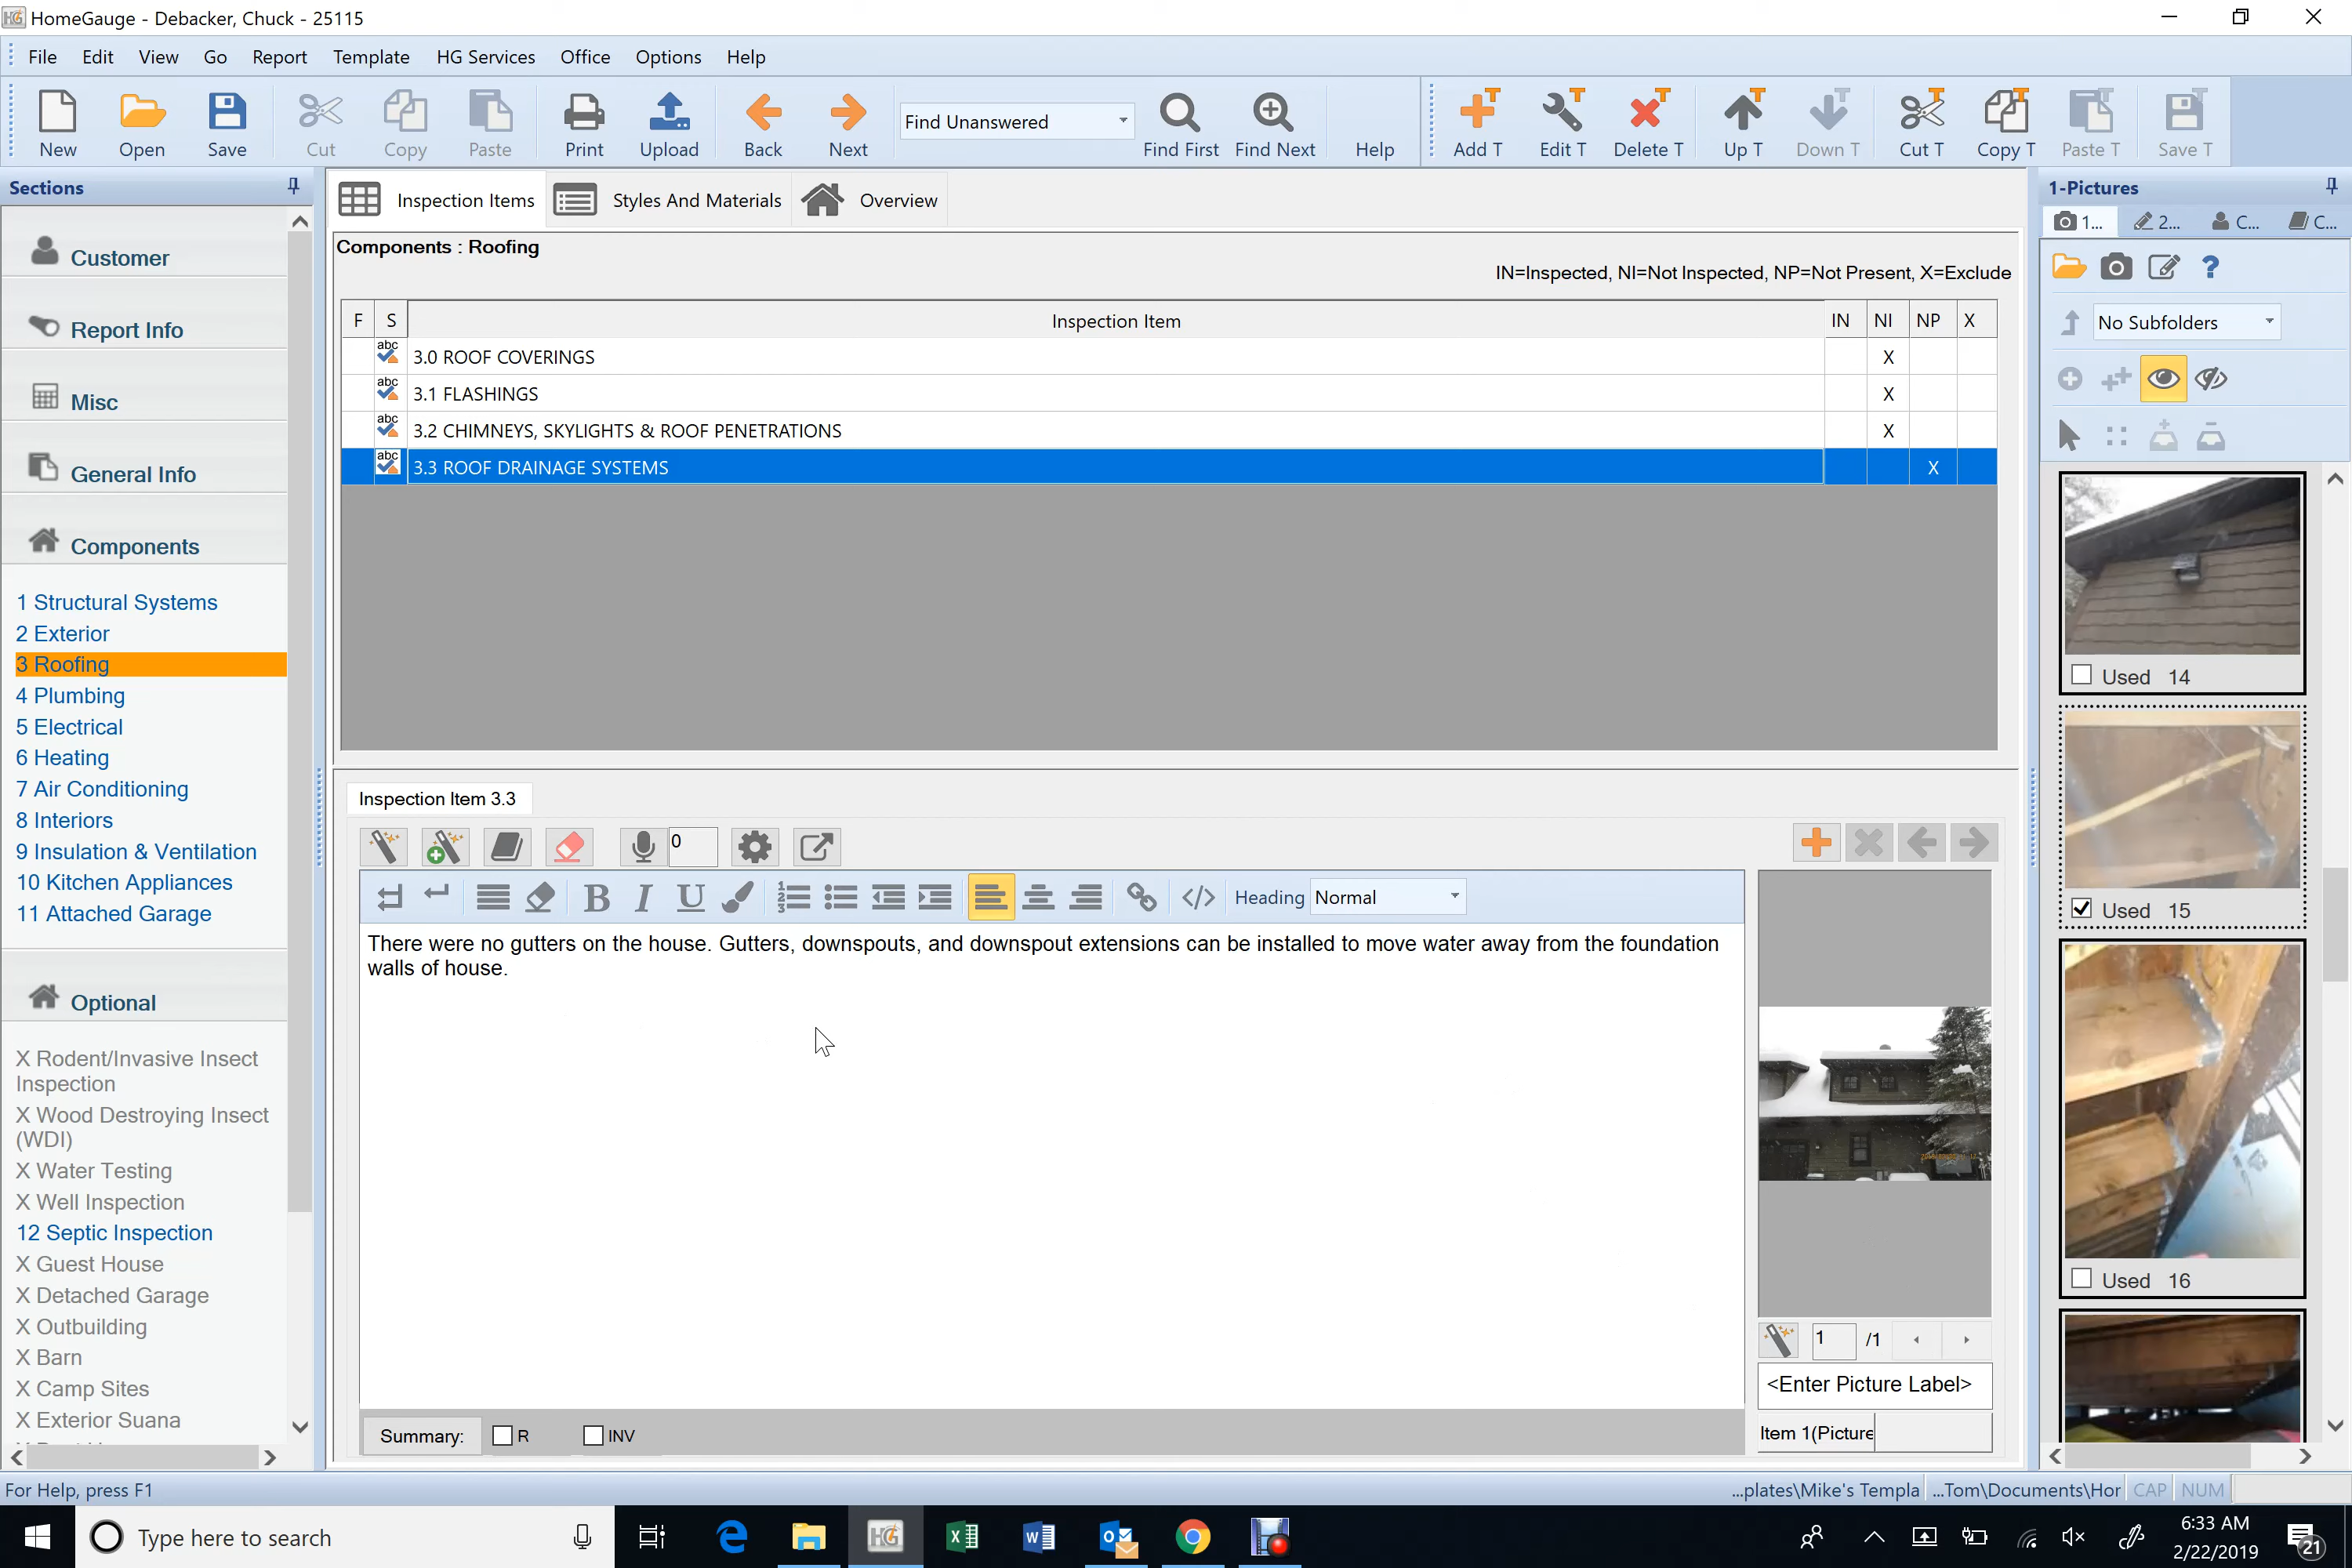 HomeGauge - Debacker, Chuck - 25115
File Edit View Go Report Template HG Services Office Options Help
New Open Save Cut Copy Paste Print Upload Back Next Find Unanswered Find First Find Next Help Add T Edit T Delete T Up T Down T Cut T Copy T Paste T Save T
Sections
Customer
Report Info
Misc
General Info
Components
1 Structural Systems
2 Exterior
3 Roofing
4 Plumbing
5 Electrical
6 Heating
7 Air Conditioning
8 Interiors
9 Insulation & Ventilation
10 Kitchen Appliances
11 Attached Garage
Optional
X Rodent/Invasive Insect
Inspection
X Wood Destroying Insect
(WDI)
X Water Testing
X Well Inspection
12 Septic Inspection
X Guest House
X Detached Garage
X Outbuilding
X Barn
X Camp Sites
X Exterior Suana
Inspection Items Styles And Materials Overview
Components : Roofing
IN=Inspected, NI=Not Inspected, NP=Not Present, X=Exclude
F S Inspection Item IN NI NP X
abc 3.0 ROOF COVERINGS X
abc 3.1 FLASHINGS X
abc 3.2 CHIMNEYS, SKYLIGHTS & ROOF PENETRATIONS X
abc 3.3 ROOF DRAINAGE SYSTEMS X
Inspection Item 3.3
0
B I U Heading Normal
There were no gutters on the house. Gutters, downspouts, and downspout extensions can be installed to move water away from the foundation
walls of house.
Summary: R INV
1 /1
<Enter Picture Label>
Item 1(Picture
1-Pictures
1... 2... C... C...
No Subfolders
Used 14
Used 15
Used 16
For Help, press F1
...plates\Mike's Templa ...Tom\Documents\Hor CAP NUM
Type here to search
6:33 AM
2/22/2019
21